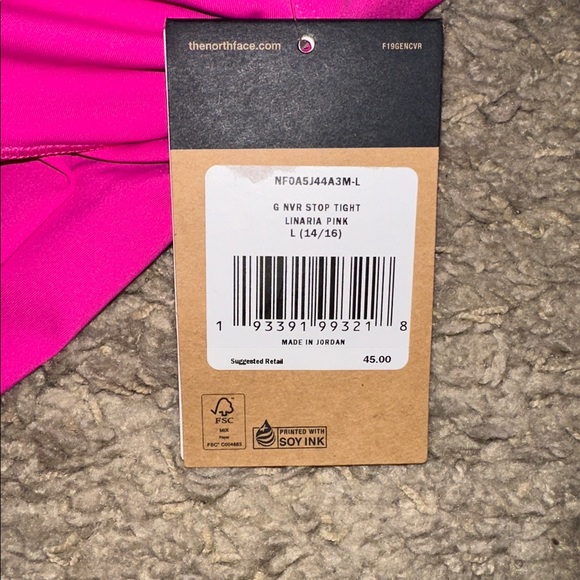 thenorthface.com F19GENCVR
NF0A5J44A3M-L
G NVR STOP TIGHT
LINARIA PINK
L (14/16)
1 93391 99321 8
MADE IN JORDAN
Suggested Retail 45.00
FSC
MIX
Paper
FSC® C004883
PRINTED WITH
SOY INK